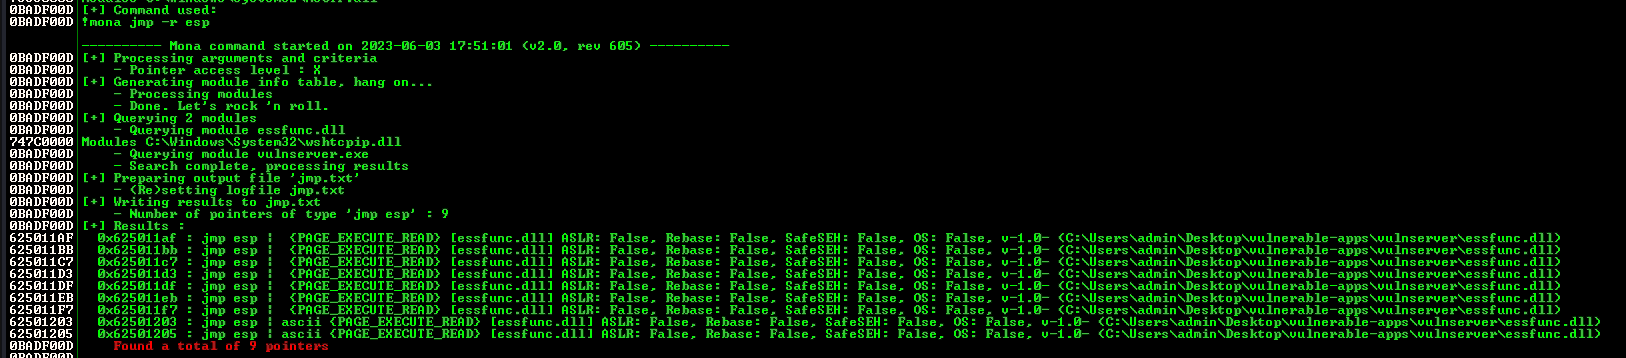 0BADF00D [+] Command used:
0BADF00D !mona jmp -r esp
---------- Mona command started on 2023-06-03 17:51:01 (v2.0, rev 605) ----------
0BADF00D [+] Processing arguments and criteria
0BADF00D - Pointer access level : X
0BADF00D [+] Generating module info table, hang on...
0BADF00D - Processing modules
0BADF00D - Done. Let's rock 'n roll.
0BADF00D [+] Querying 2 modules
0BADF00D - Querying module essfunc.dll
747C0000 Modules C:\Windows\System32\wshtcpip.dll
0BADF00D - Querying module vulnserver.exe
0BADF00D - Search complete, processing results
0BADF00D [+] Preparing output file 'jmp.txt'
0BADF00D - (Re)setting logfile jmp.txt
0BADF00D [+] Writing results to jmp.txt
0BADF00D - Number of pointers of type 'jmp esp' : 9
0BADF00D [+] Results :
625011AF 0x625011af : jmp esp | {PAGE_EXECUTE_READ} [essfunc.dll] ASLR: False, Rebase: False, SafeSEH: False, OS: False, v-1.0- (C:\Users\admin\Desktop\vulnerable-apps\vulnserver\essfunc.dll)
625011BB 0x625011bb : jmp esp | {PAGE_EXECUTE_READ} [essfunc.dll] ASLR: False, Rebase: False, SafeSEH: False, OS: False, v-1.0- (C:\Users\admin\Desktop\vulnerable-apps\vulnserver\essfunc.dll)
625011C7 0x625011c7 : jmp esp | {PAGE_EXECUTE_READ} [essfunc.dll] ASLR: False, Rebase: False, SafeSEH: False, OS: False, v-1.0- (C:\Users\admin\Desktop\vulnerable-apps\vulnserver\essfunc.dll)
625011D3 0x625011d3 : jmp esp | {PAGE_EXECUTE_READ} [essfunc.dll] ASLR: False, Rebase: False, SafeSEH: False, OS: False, v-1.0- (C:\Users\admin\Desktop\vulnerable-apps\vulnserver\essfunc.dll)
625011DF 0x625011df : jmp esp | {PAGE_EXECUTE_READ} [essfunc.dll] ASLR: False, Rebase: False, SafeSEH: False, OS: False, v-1.0- (C:\Users\admin\Desktop\vulnerable-apps\vulnserver\essfunc.dll)
625011EB 0x625011eb : jmp esp | {PAGE_EXECUTE_READ} [essfunc.dll] ASLR: False, Rebase: False, SafeSEH: False, OS: False, v-1.0- (C:\Users\admin\Desktop\vulnerable-apps\vulnserver\essfunc.dll)
625011F7 0x625011f7 : jmp esp | {PAGE_EXECUTE_READ} [essfunc.dll] ASLR: False, Rebase: False, SafeSEH: False, OS: False, v-1.0- (C:\Users\admin\Desktop\vulnerable-apps\vulnserver\essfunc.dll)
62501203 0x62501203 : jmp esp | ascii {PAGE_EXECUTE_READ} [essfunc.dll] ASLR: False, Rebase: False, SafeSEH: False, OS: False, v-1.0- (C:\Users\admin\Desktop\vulnerable-apps\vulnserver\essfunc.dll)
62501205 0x62501205 : jmp esp | ascii {PAGE_EXECUTE_READ} [essfunc.dll] ASLR: False, Rebase: False, SafeSEH: False, OS: False, v-1.0- (C:\Users\admin\Desktop\vulnerable-apps\vulnserver\essfunc.dll)
0BADF00D Found a total of 9 pointers